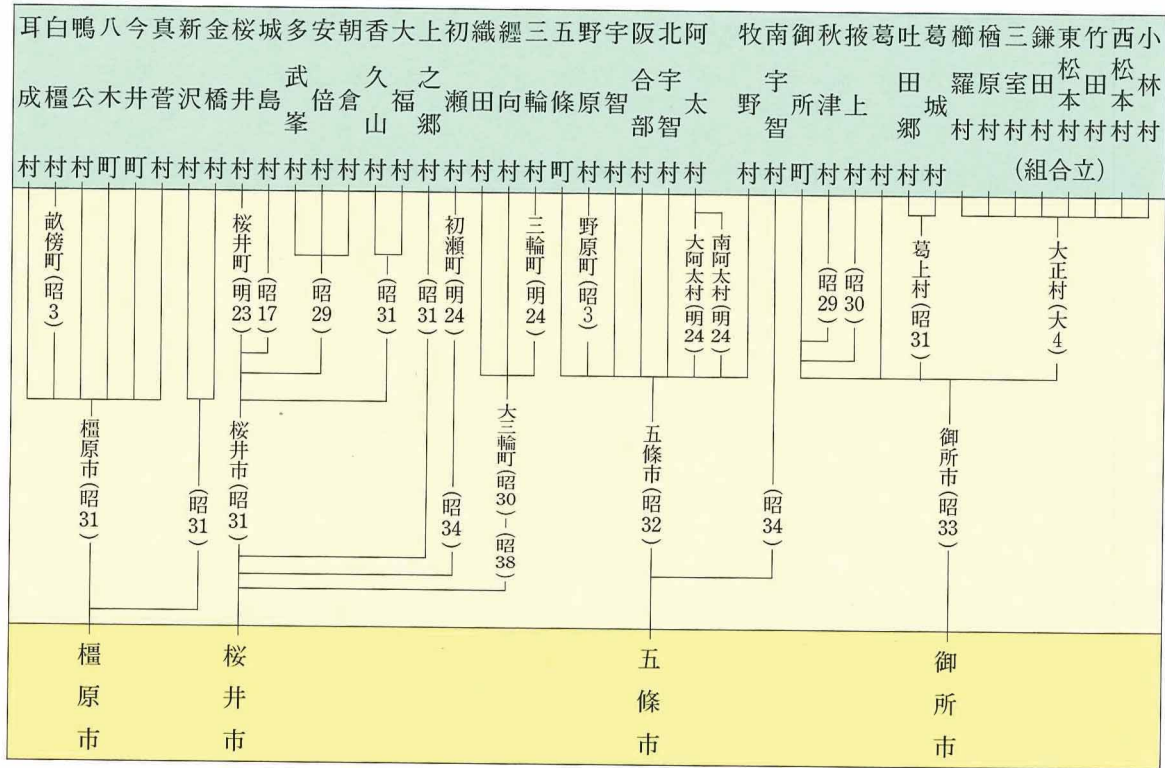 小林村
西松本村
竹田村
東松本村
鎌田村
三室村
楢原村
櫛羅村
(組合立)
葛城村
吐田郷村
葛村
掖上村
秋津村
御所町
南宇智村
牧野村
阿太村
北宇智村
阪合部村
宇智村
野原村
五條町
三輪村
纒向村
織田村
初瀬村
上之郷村
大福村
香久山村
朝倉村
安倍村
多武峯村
城島村
桜井村
金橋村
新沢村
真菅村
今井町
八木町
鴨公村
白橿村
耳成村
大正村(大4)
葛上村(昭31)
(昭30)
(昭29)
南阿太村(明24)
大阿太村(明24)
野原町(昭3)
三輪町(明24)
初瀬町(明24)
(昭31)
(昭31)
(昭29)
(昭17)
桜井町(明23)
畝傍町(昭3)
御所市(昭33)
(昭34)
五條市(昭32)
大三輪町(昭30)-(昭38)
(昭34)
桜井市(昭31)
(昭31)
橿原市(昭31)
御所市
五條市
桜井市
橿原市